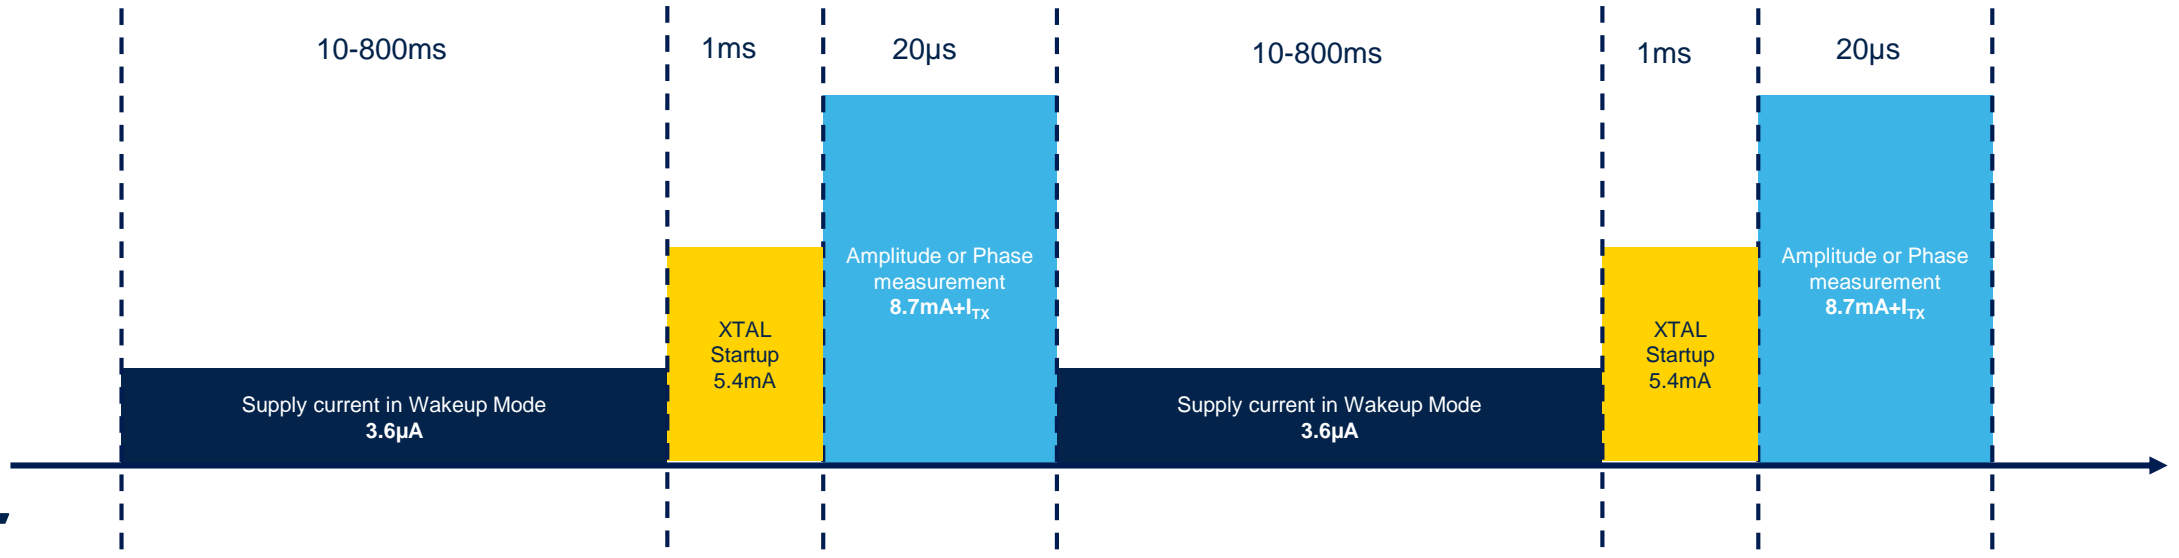 10-800ms
1ms
20µs
10-800ms
1ms
20µs
Amplitude or Phase
measurement
8.7mA+I_TX
XTAL
Startup
5.4mA
Supply current in Wakeup Mode
3.6µA
Amplitude or Phase
measurement
8.7mA+I_TX
XTAL
Startup
5.4mA
Supply current in Wakeup Mode
3.6µA